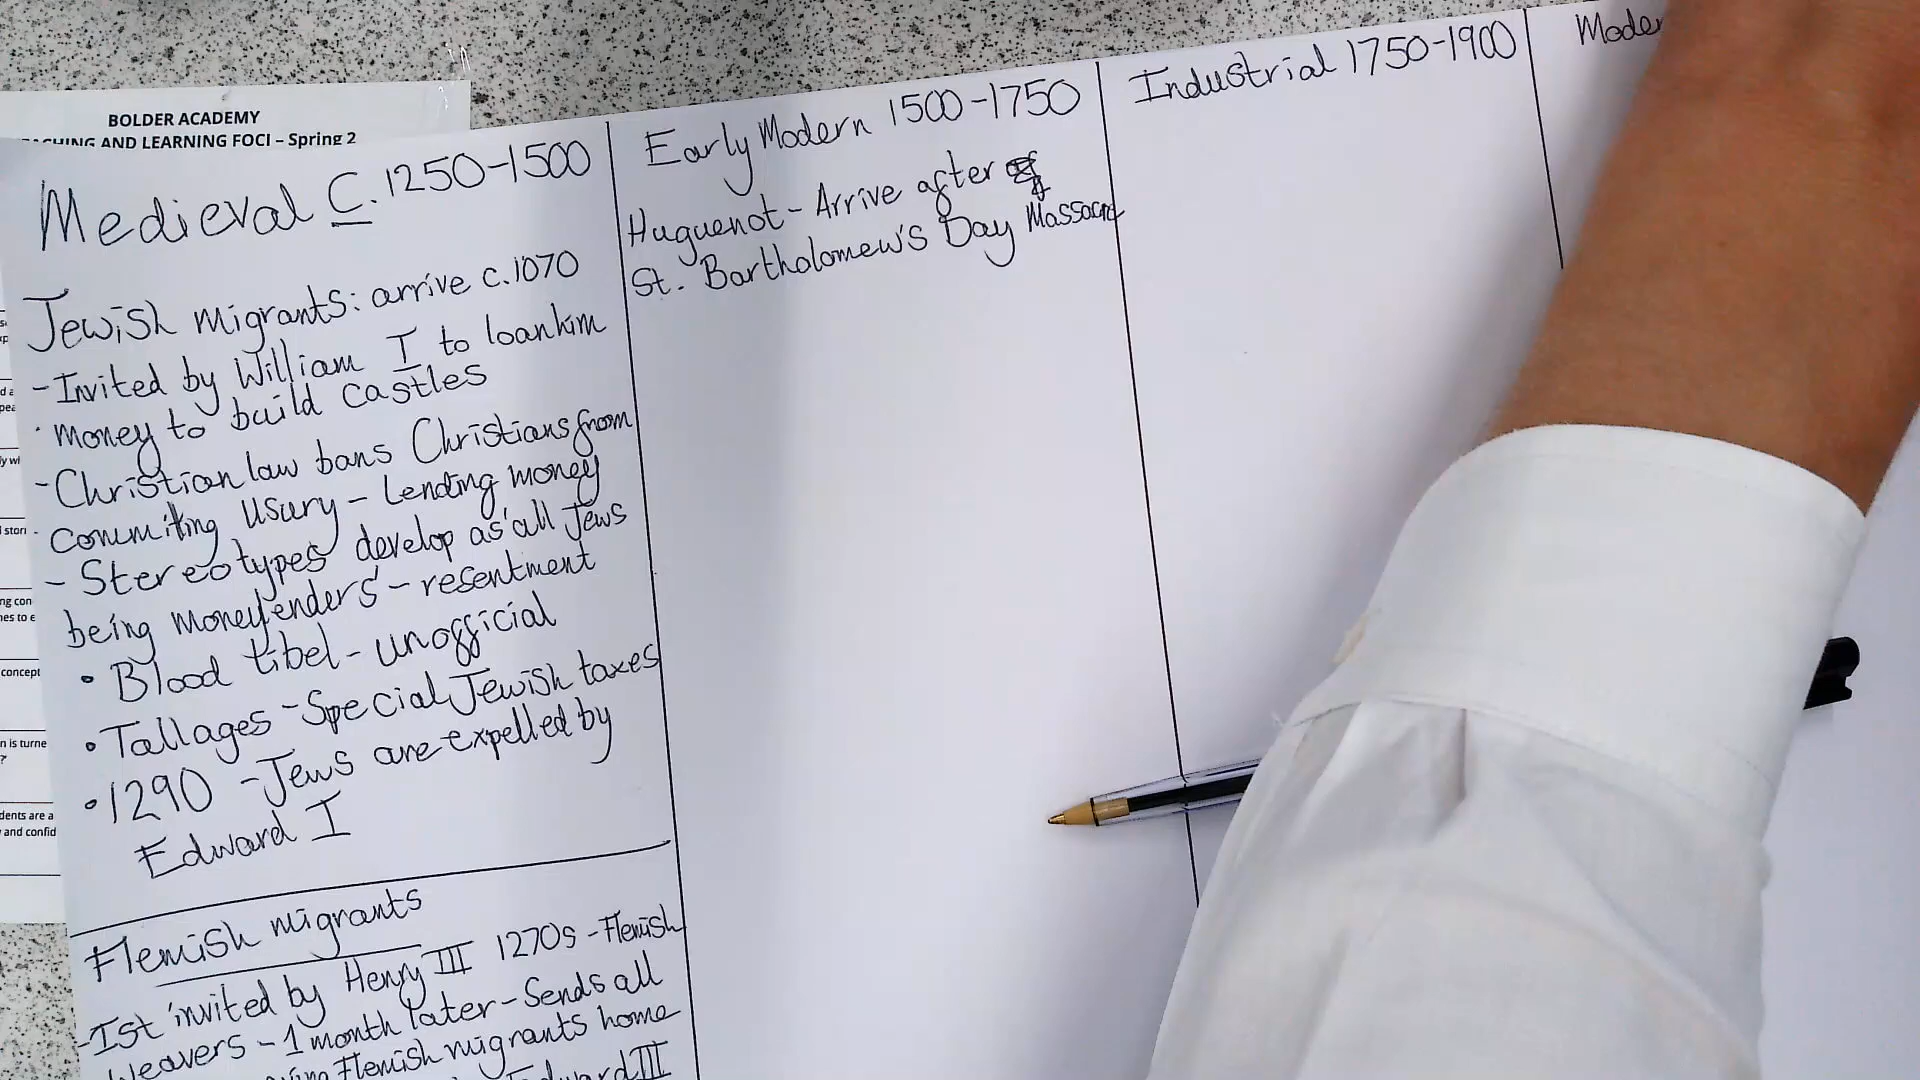 BOLDER ACADEMY
AND LEARNING FOCI – Spring 2
Medieval C. 1250-1500
Jewish Migrants: arrive c.1070
- Invited by William I to loan him
money to build castles
- Christian law bans Christians from
commiting Usury - Lending money
- Stereotypes develop as 'all Jews
being moneylenders' - resentment
• Blood Libel - unofficial
• Tallages - Special Jewish taxes
• 1290 - Jews are expelled by
Edward I
Flemish migrants
- 1st invited by Henry III 1270s - Flemish
Weavers - 1 month later - Sends all
Flemish migrants home
Edward III
Early Modern 1500-1750
Huguenot - Arrive after
St. Bartholomew's Day Massacre
Industrial 1750-1900
Moder